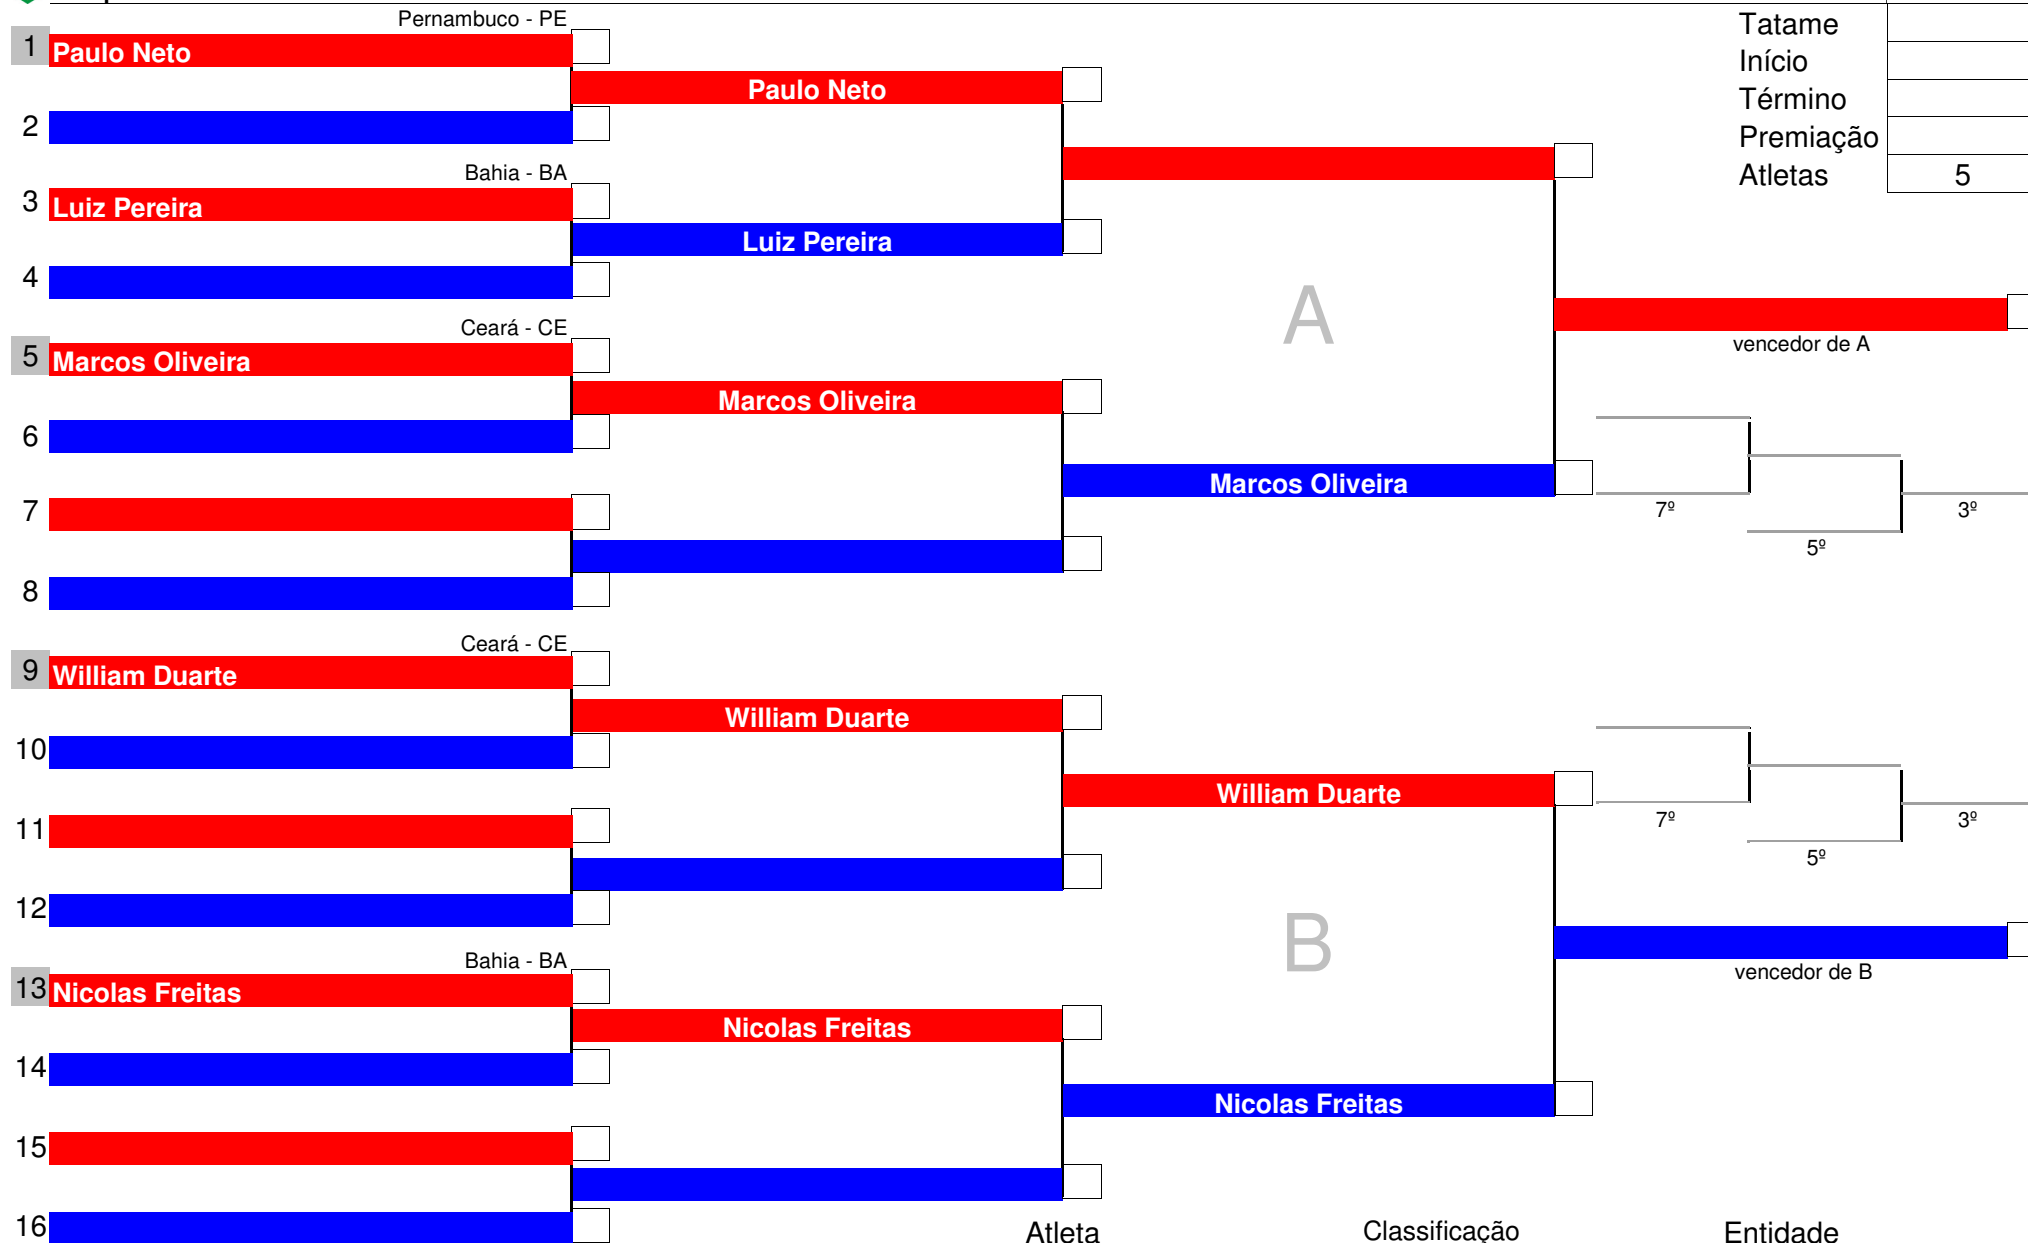 Pernambuco - PE
1 Paulo Neto
Paulo Neto
2
Bahia - BA
3 Luiz Pereira
Luiz Pereira
4
Ceará - CE
5 Marcos Oliveira
Marcos Oliveira
6
Marcos Oliveira
7
8
A
vencedor de A
7º
5º
3º
Tatame
Início
Término
Premiação
Atletas 5
Ceará - CE
9 William Duarte
William Duarte
10
William Duarte
11
12
B
Bahia - BA
13 Nicolas Freitas
Nicolas Freitas
14
Nicolas Freitas
15
16
7º
5º
3º
vencedor de B
Atleta Classificação Entidade